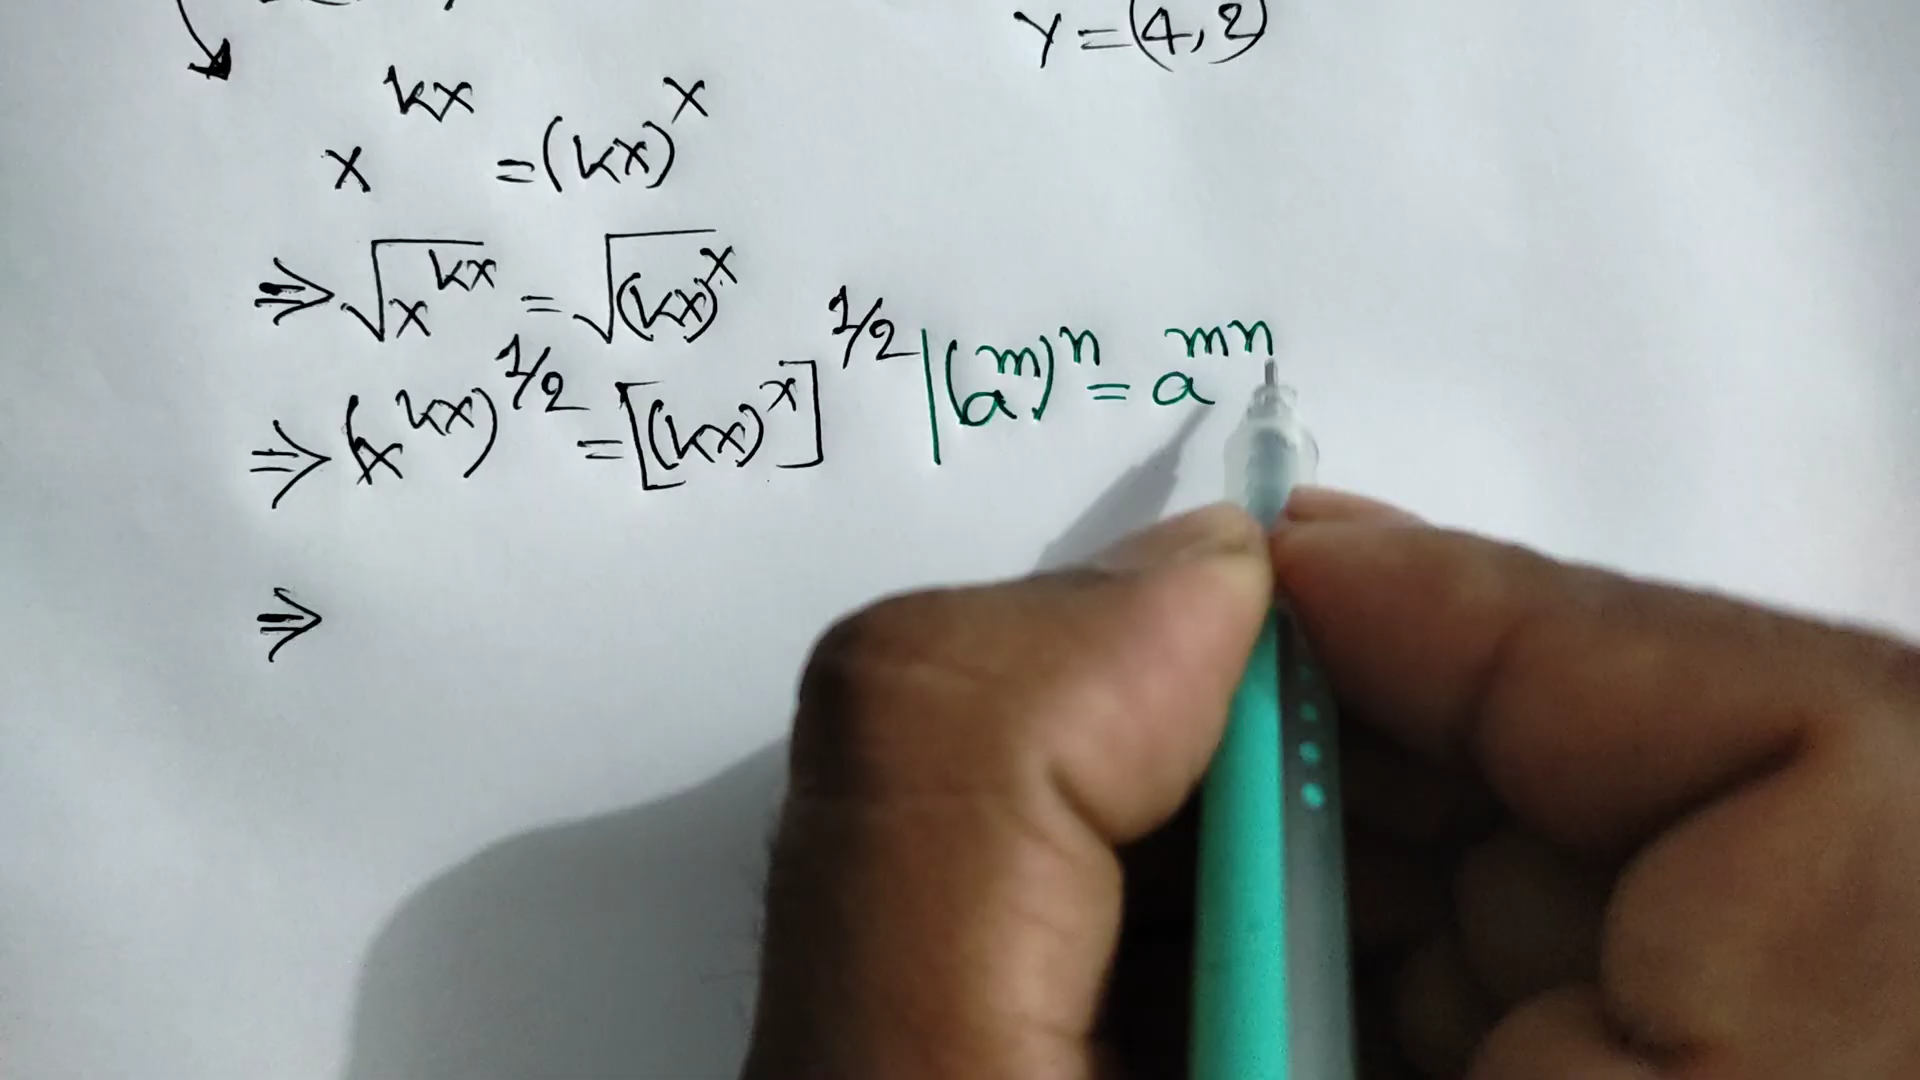 Y = (4, 2)
x^{kx} = (kx)^x
⇒ √(x^{kx}) = √((kx)^x)
⇒ (x^{kx})^{1/2} = [(kx)^x]^{1/2} | (a^m)^n = a^{mn}
⇒